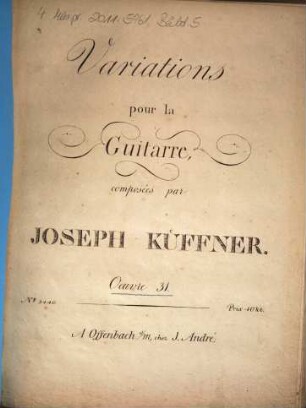 Variations
pour la
Guitarre,
composées par
JOSEPH KÜFFNER.
Oeuvre 31
A Offenbach s/m, chez J. André